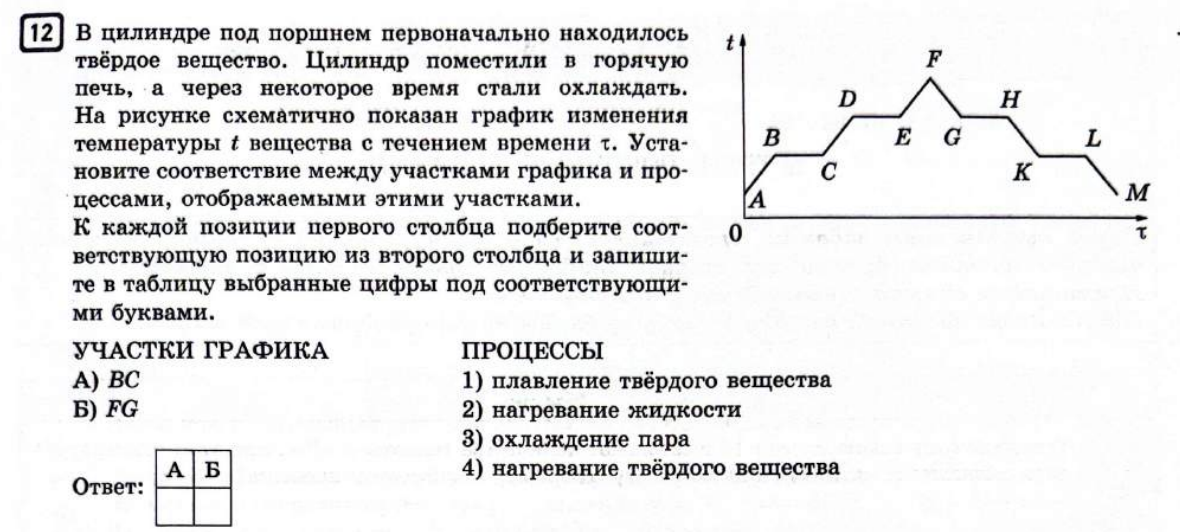 12 В цилиндре под поршнем первоначально находилось
твёрдое вещество. Цилиндр поместили в горячую
печь, а через некоторое время стали охлаждать.
На рисунке схематично показан график изменения
температуры t вещества с течением времени τ. Уста-
новите соответствие между участками графика и про-
цессами, отображаемыми этими участками.
К каждой позиции первого столбца подберите соот-
ветствующую позицию из второго столбца и запиши-
те в таблицу выбранные цифры под соответствующи-
ми буквами.
t
F
D
H
B
E
G
L
C
K
A
M
0
τ
УЧАСТКИ ГРАФИКА
А) BC
Б) FG
ПРОЦЕССЫ
1) плавление твёрдого вещества
2) нагревание жидкости
3) охлаждение пара
4) нагревание твёрдого вещества
Ответ:
А Б